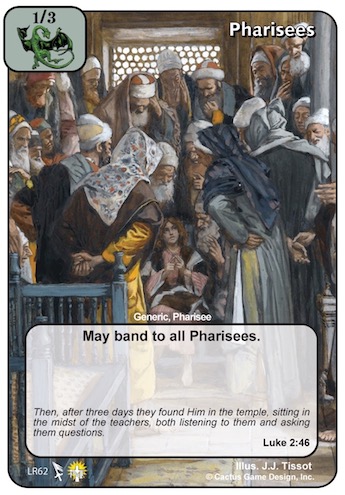 1/3
Pharisees
Generic, Pharisee
May band to all Pharisees.
Then, after three days they found Him in the temple, sitting
in the midst of the teachers, both listening to them and asking
them questions.
Luke 2:46
LR62
Illus. J.J. Tissot
© Cactus Game Design, Inc.